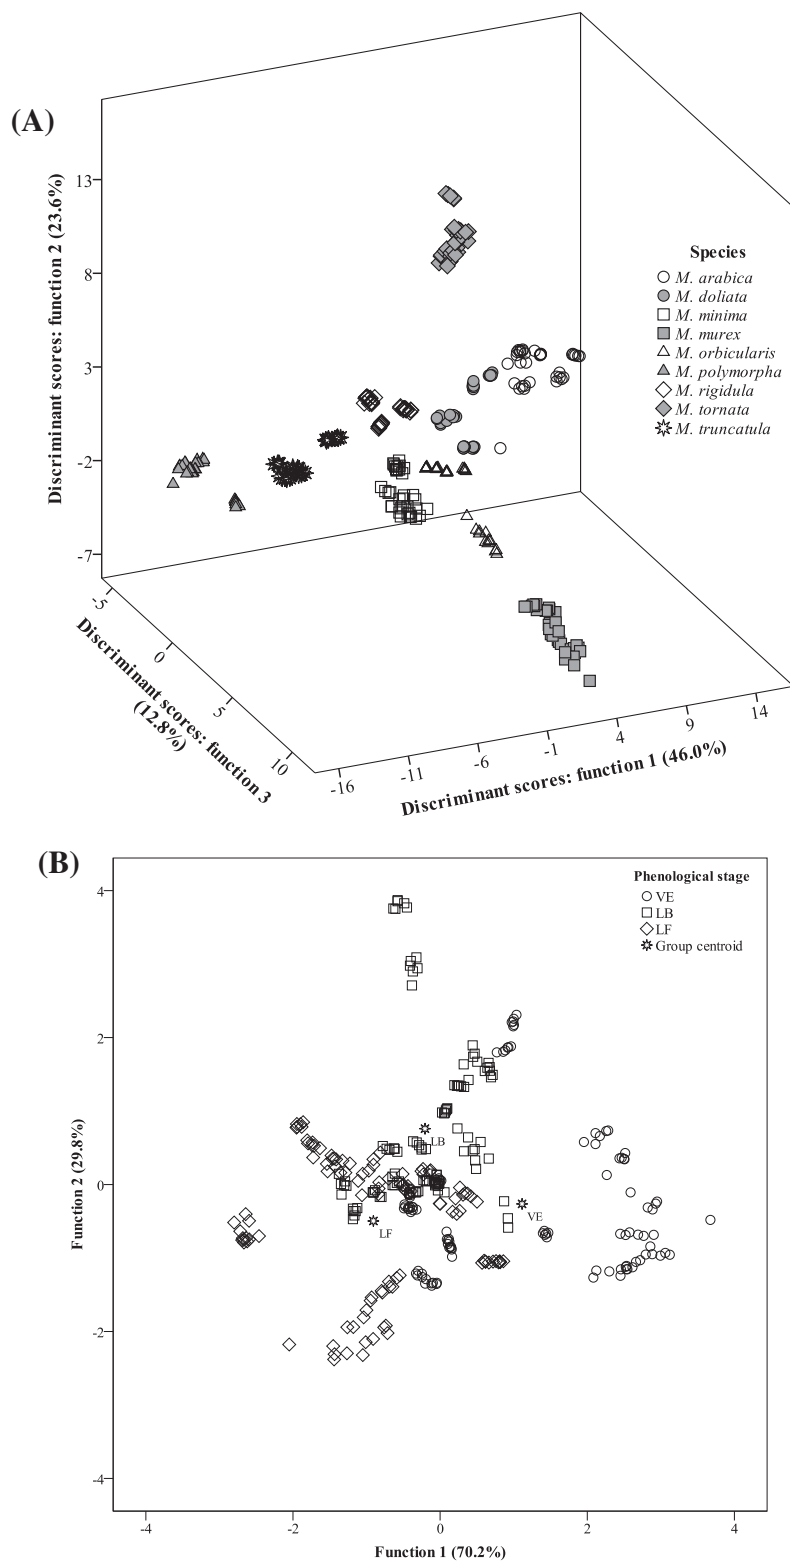 (A)
13
8
3
-2
-7
Discriminant scores: function 2 (23.6%)
Species
M. arabica
M. doliata
M. minima
M. murex
M. orbicularis
M. polymorpha
M. rigidula
M. tornata
M. truncatula
-5
0
5
10
Discriminant scores: function 3
(12.8%)
-16
-11
-6
-1
4
9
14
Discriminant scores: function 1 (46.0%)
(B)
Phenological stage
VE
LB
LF
Group centroid
4
2
0
-2
-4
Function 2 (29.8%)
LB
VE
LF
-4
-2
0
2
4
Function 1 (70.2%)